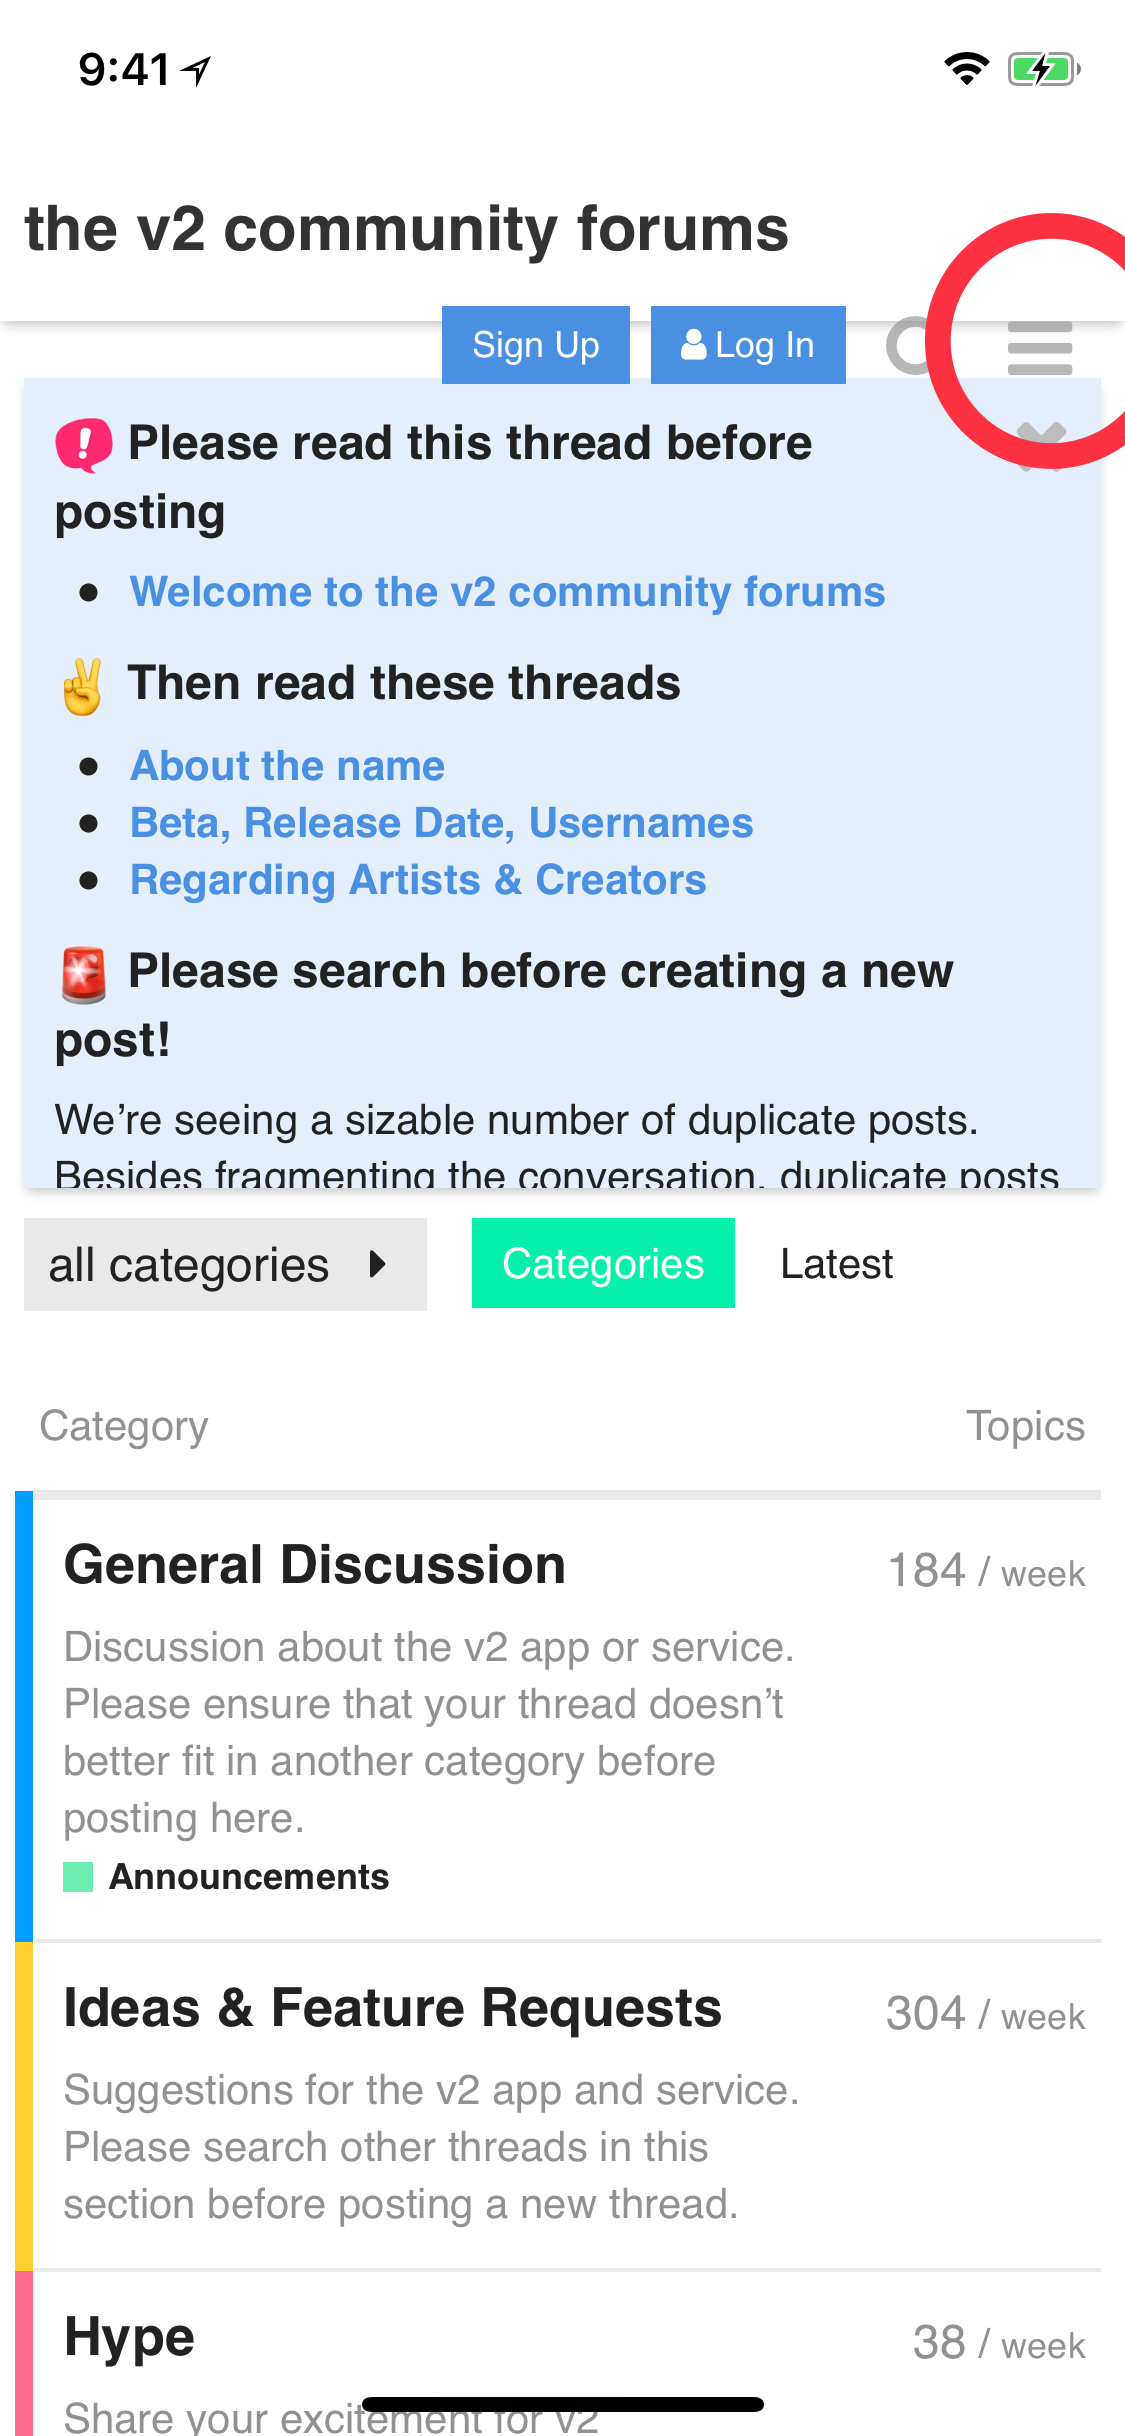 9:41
the v2 community forums
Sign Up Log In
Please read this thread before
posting
Welcome to the v2 community forums
Then read these threads
About the name
Beta, Release Date, Usernames
Regarding Artists & Creators
Please search before creating a new
post!
We’re seeing a sizable number of duplicate posts.
Besides fragmenting the conversation, duplicate posts
all categories Categories Latest
Category Topics
General Discussion 184 / week
Discussion about the v2 app or service.
Please ensure that your thread doesn’t
better fit in another category before
posting here.
Announcements
Ideas & Feature Requests 304 / week
Suggestions for the v2 app and service.
Please search other threads in this
section before posting a new thread.
Hype 38 / week
Share your excitement for v2